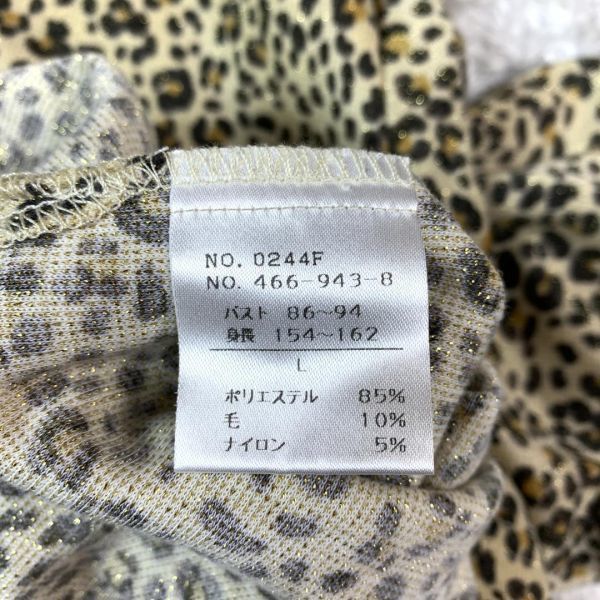 NO. 0244F
NO. 466-943-8
バスト 86~94
身長 154~162
L
ポリエステル 85%
毛 10%
ナイロン 5%